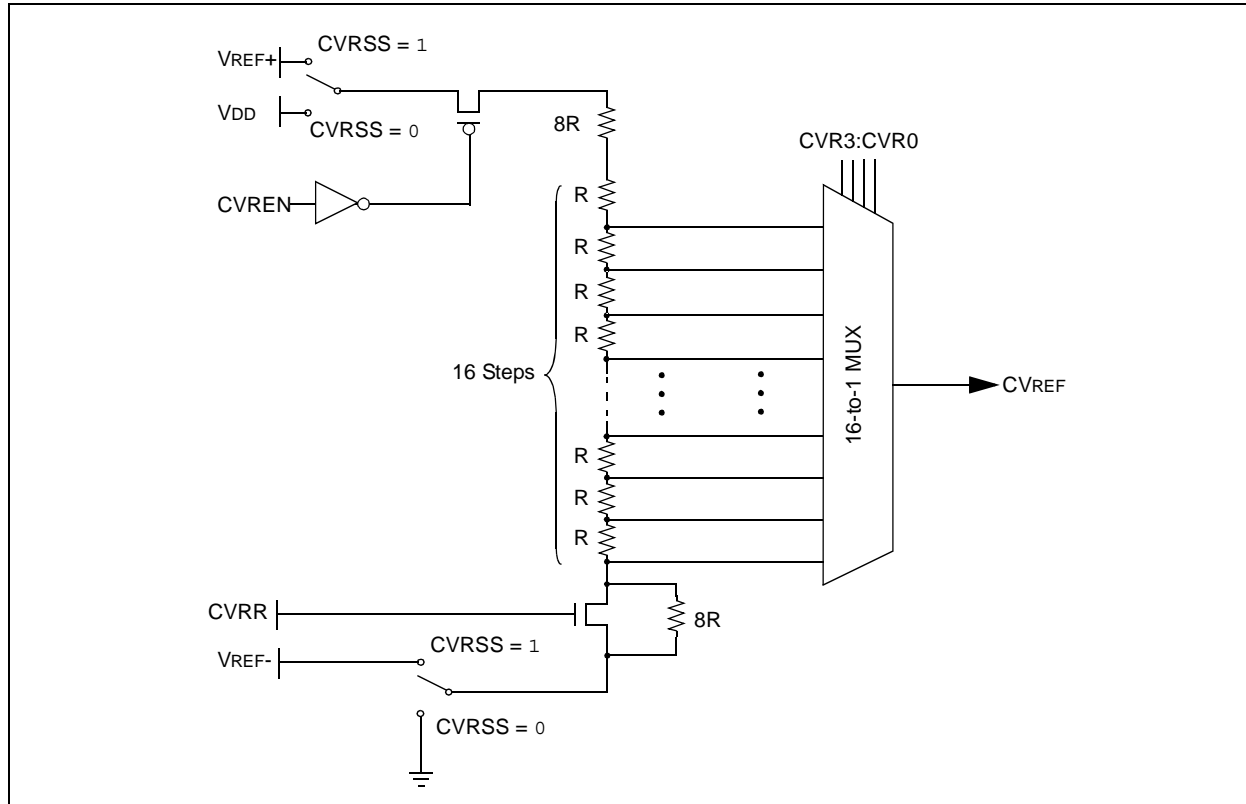 CVRSS = 1
VREF+
VDD
CVRSS = 0
8R
CVR3:CVR0
CVREN
R
R
R
R
16 Steps
16-to-1 MUX
CVREF
R
R
R
CVRR
8R
CVRSS = 1
VREF-
CVRSS = 0